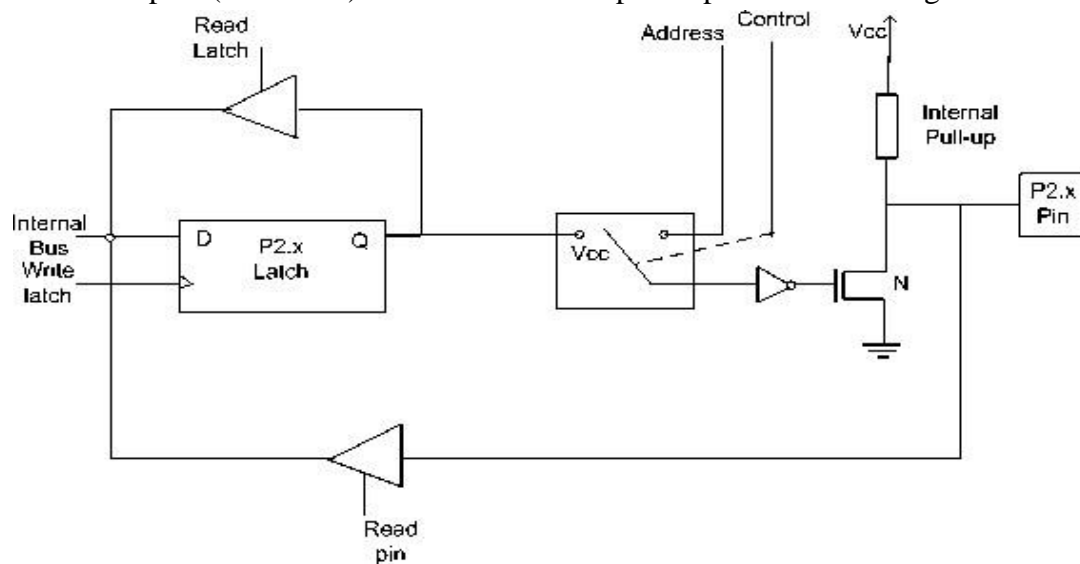 Read
Latch
Address
Control
Vcc
Internal
Pull-up
P2.x
Pin
Internal
Bus
Write
latch
D
P2.x
Latch
Q
Vcc
N
Read
pin